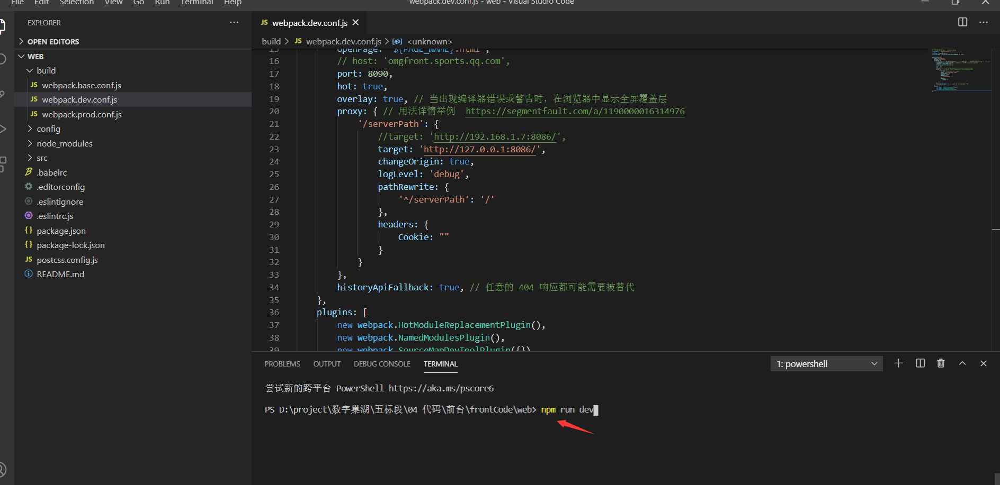 File Edit Selection View Go Run Terminal Help
webpack.dev.conf.js - web - Visual Studio Code
EXPLORER
OPEN EDITORS
WEB
build
JS webpack.base.conf.js
JS webpack.dev.conf.js
JS webpack.prod.conf.js
config
node_modules
src
.babelrc
.editorconfig
.eslintignore
.eslintrc.js
{} package.json
{} package-lock.json
JS postcss.config.js
README.md
JS webpack.dev.conf.js
build > JS webpack.dev.conf.js > <unknown>
15 openPage: `${PAGE_NAME}.html`,
16 // host: 'omgfront.sports.qq.com',
17 port: 8090,
18 hot: true,
19 overlay: true, // 当出现编译器错误或警告时，在浏览器中显示全屏覆盖层
20 proxy: { // 用法详情举例 https://segmentfault.com/a/1190000016314976
21 '/serverPath': {
22 //target: 'http://192.168.1.7:8086/',
23 target: 'http://127.0.0.1:8086/',
24 changeOrigin: true,
25 logLevel: 'debug',
26 pathRewrite: {
27 '^/serverPath': '/'
28 },
29 headers: {
30 Cookie: ""
31 }
32 }
33 },
34 historyApiFallback: true, // 任意的 404 响应都可能需要被替代
35 },
36 plugins: [
37 new webpack.HotModuleReplacementPlugin(),
38 new webpack.NamedModulesPlugin(),
39 new webpack.SourceMapDevToolPlugin({})
PROBLEMS OUTPUT DEBUG CONSOLE TERMINAL
1: powershell
尝试新的跨平台 PowerShell https://aka.ms/pscore6
PS D:\project\数字巢湖\五标段\04 代码\前台\frontCode\web> npm run dev